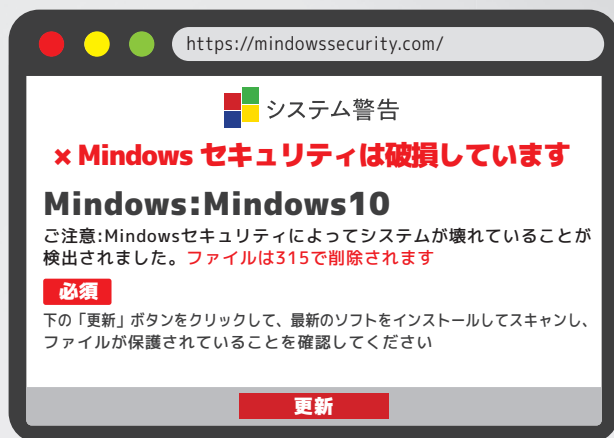 https://mindowssecurity.com/
システム警告
× Mindows セキュリティは破損しています
Mindows:Mindows10
ご注意:Mindowsセキュリティによってシステムが壊れていることが
検出されました。ファイルは315で削除されます
必須
下の「更新」ボタンをクリックして、最新のソフトをインストールしてスキャンし、
ファイルが保護されていることを確認してください
更新